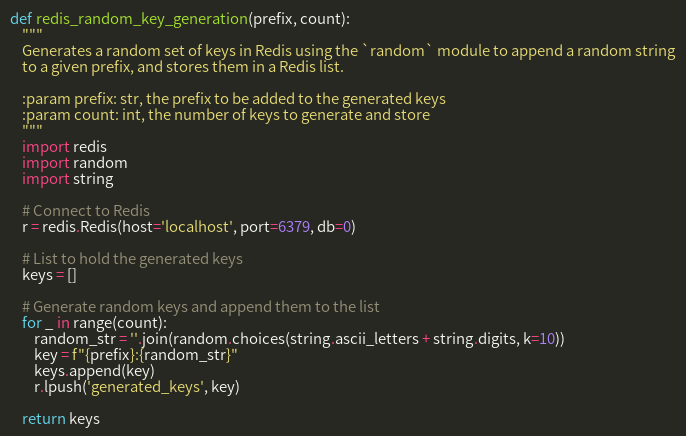 def redis_random_key_generation(prefix, count):
    """
    Generates a random set of keys in Redis using the `random` module to append a random string
    to a given prefix, and stores them in a Redis list.

    :param prefix: str, the prefix to be added to the generated keys
    :param count: int, the number of keys to generate and store
    """
    import redis
    import random
    import string

    # Connect to Redis
    r = redis.Redis(host='localhost', port=6379, db=0)

    # List to hold the generated keys
    keys = []

    # Generate random keys and append them to the list
    for _ in range(count):
        random_str = ''.join(random.choices(string.ascii_letters + string.digits, k=10))
        key = f"{prefix}:{random_str}"
        keys.append(key)
        r.lpush('generated_keys', key)

    return keys